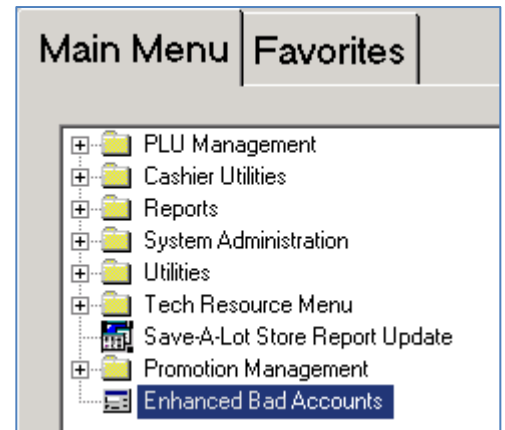 Main Menu Favorites
PLU Management
Cashier Utilities
Reports
System Administration
Utilities
Tech Resource Menu
Save-A-Lot Store Report Update
Promotion Management
Enhanced Bad Accounts